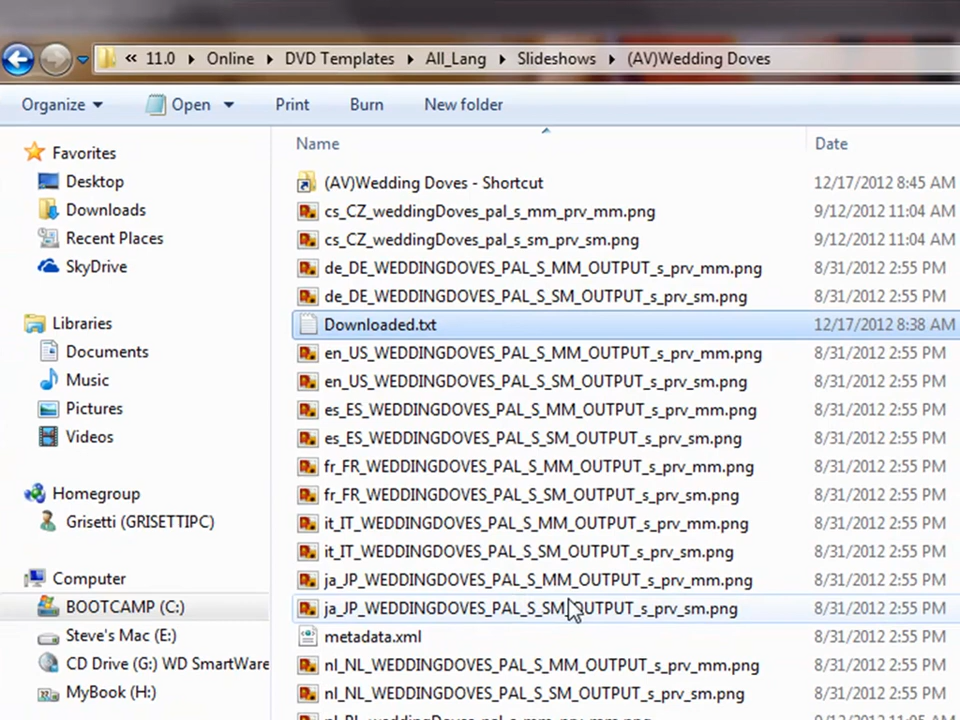 « 11.0 ▸ Online ▸ DVD Templates ▸ All_Lang ▸ Slideshows ▸ (AV)Wedding Doves
Organize Open Print Burn New folder
Favorites
Desktop
Downloads
Recent Places
SkyDrive
Libraries
Documents
Music
Pictures
Videos
Homegroup
Grisetti (GRISETTIPC)
Computer
BOOTCAMP (C:)
Steve's Mac (E:)
CD Drive (G:) WD SmartWare
MyBook (H:)
Name Date
(AV)Wedding Doves - Shortcut 12/17/2012 8:45 AM
cs_CZ_weddingDoves_pal_s_mm_prv_mm.png 9/12/2012 11:04 AM
cs_CZ_weddingDoves_pal_s_sm_prv_sm.png 9/12/2012 11:04 AM
de_DE_WEDDINGDOVES_PAL_S_MM_OUTPUT_s_prv_mm.png 8/31/2012 2:55 PM
de_DE_WEDDINGDOVES_PAL_S_SM_OUTPUT_s_prv_sm.png 8/31/2012 2:55 PM
Downloaded.txt 12/17/2012 8:38 AM
en_US_WEDDINGDOVES_PAL_S_MM_OUTPUT_s_prv_mm.png 8/31/2012 2:55 PM
en_US_WEDDINGDOVES_PAL_S_SM_OUTPUT_s_prv_sm.png 8/31/2012 2:55 PM
es_ES_WEDDINGDOVES_PAL_S_MM_OUTPUT_s_prv_mm.png 8/31/2012 2:55 PM
es_ES_WEDDINGDOVES_PAL_S_SM_OUTPUT_s_prv_sm.png 8/31/2012 2:55 PM
fr_FR_WEDDINGDOVES_PAL_S_MM_OUTPUT_s_prv_mm.png 8/31/2012 2:55 PM
fr_FR_WEDDINGDOVES_PAL_S_SM_OUTPUT_s_prv_sm.png 8/31/2012 2:55 PM
it_IT_WEDDINGDOVES_PAL_S_MM_OUTPUT_s_prv_mm.png 8/31/2012 2:55 PM
it_IT_WEDDINGDOVES_PAL_S_SM_OUTPUT_s_prv_sm.png 8/31/2012 2:55 PM
ja_JP_WEDDINGDOVES_PAL_S_MM_OUTPUT_s_prv_mm.png 8/31/2012 2:55 PM
ja_JP_WEDDINGDOVES_PAL_S_SM_OUTPUT_s_prv_sm.png 8/31/2012 2:55 PM
metadata.xml 8/31/2012 2:55 PM
nl_NL_WEDDINGDOVES_PAL_S_MM_OUTPUT_s_prv_mm.png 8/31/2012 2:55 PM
nl_NL_WEDDINGDOVES_PAL_S_SM_OUTPUT_s_prv_sm.png 8/31/2012 2:55 PM